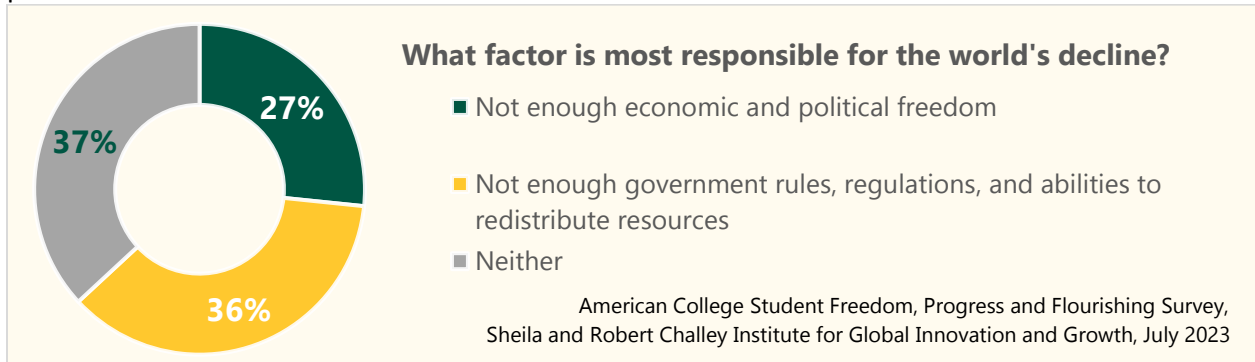 What factor is most responsible for the world's decline?
27%
Not enough economic and political freedom
37%
Not enough government rules, regulations, and abilities to
redistribute resources
Neither
36%
American College Student Freedom, Progress and Flourishing Survey,
Sheila and Robert Challey Institute for Global Innovation and Growth, July 2023